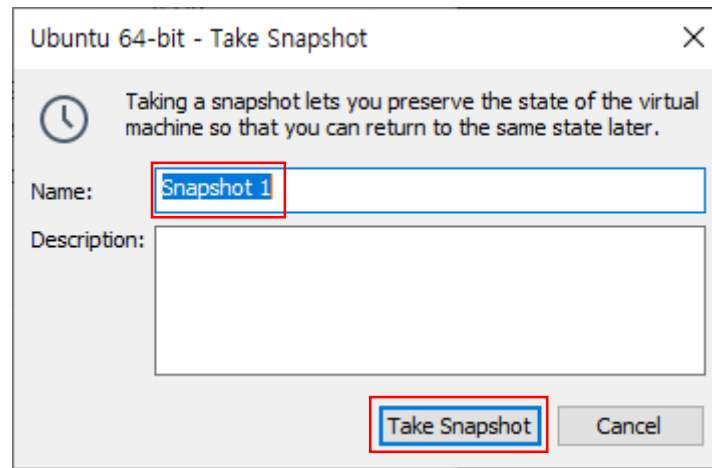 Ubuntu 64-bit - Take Snapshot
Taking a snapshot lets you preserve the state of the virtual
machine so that you can return to the same state later.
Name:
Snapshot 1
Description:
Take Snapshot
Cancel